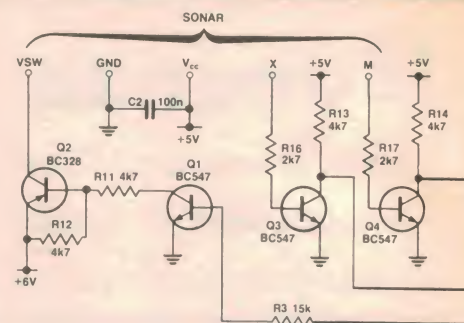 SONAR
VSW GND Vcc X +5V M +5V
C2 100n
+5V
R13
4k7
R14
4k7
Q2
BC328
R11 4k7
Q1
BC547
R16
2k7
R17
2k7
R12
4k7
Q3
BC547
Q4
BC547
+6V
R3 15k